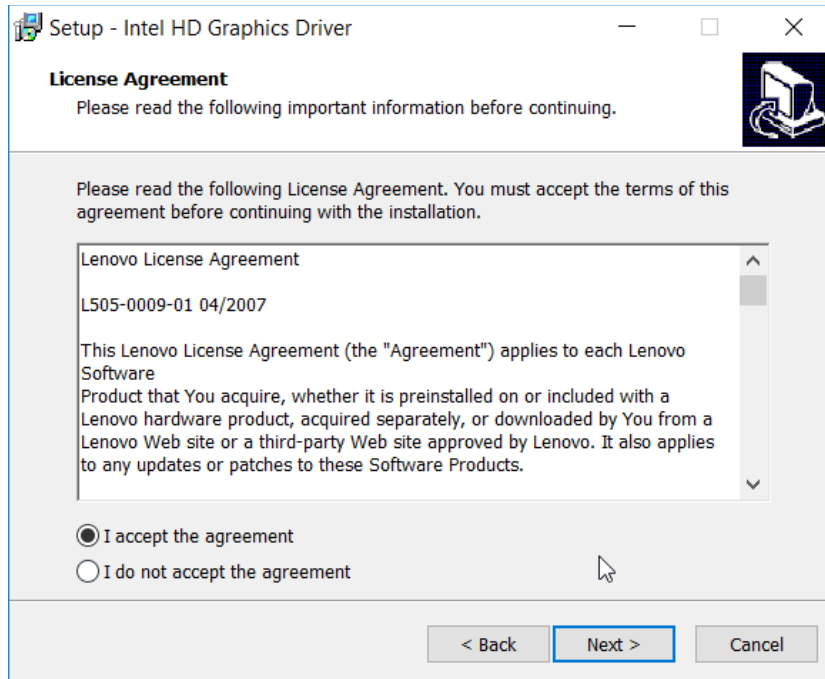 Setup - Intel HD Graphics Driver
License Agreement
Please read the following important information before continuing.
Please read the following License Agreement. You must accept the terms of this
agreement before continuing with the installation.
Lenovo License Agreement
L505-0009-01 04/2007
This Lenovo License Agreement (the "Agreement") applies to each Lenovo
Software
Product that You acquire, whether it is preinstalled on or included with a
Lenovo hardware product, acquired separately, or downloaded by You from a
Lenovo Web site or a third-party Web site approved by Lenovo. It also applies
to any updates or patches to these Software Products.
I accept the agreement
I do not accept the agreement
< Back Next > Cancel